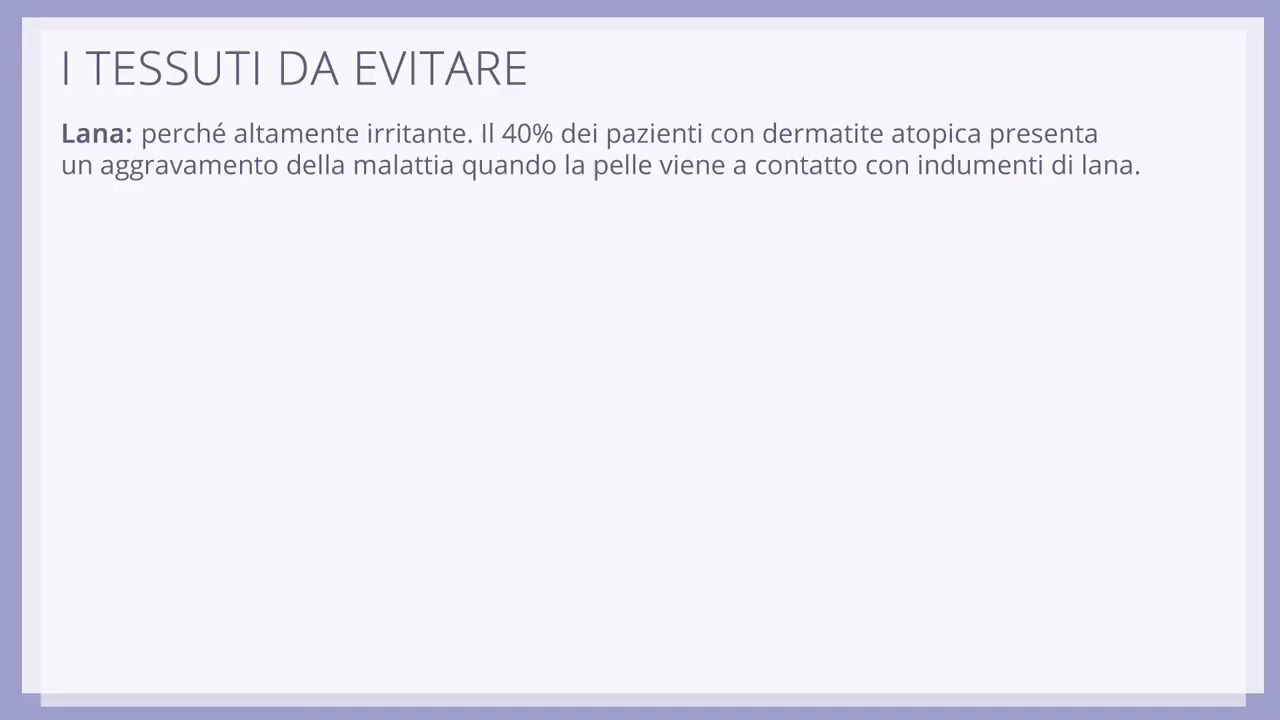 I TESSUTI DA EVITARE
Lana: perché altamente irritante. Il 40% dei pazienti con dermatite atopica presenta
un aggravamento della malattia quando la pelle viene a contatto con indumenti di lana.